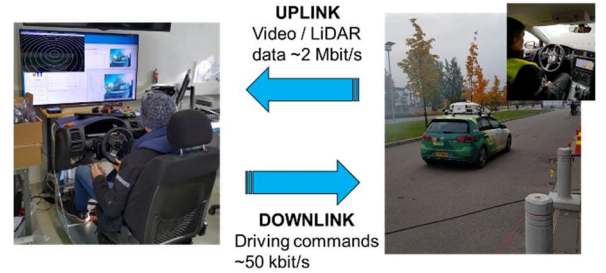 UPLINK
Video / LiDAR
data ~2 Mbit/s
DOWNLINK
Driving commands
~50 kbit/s